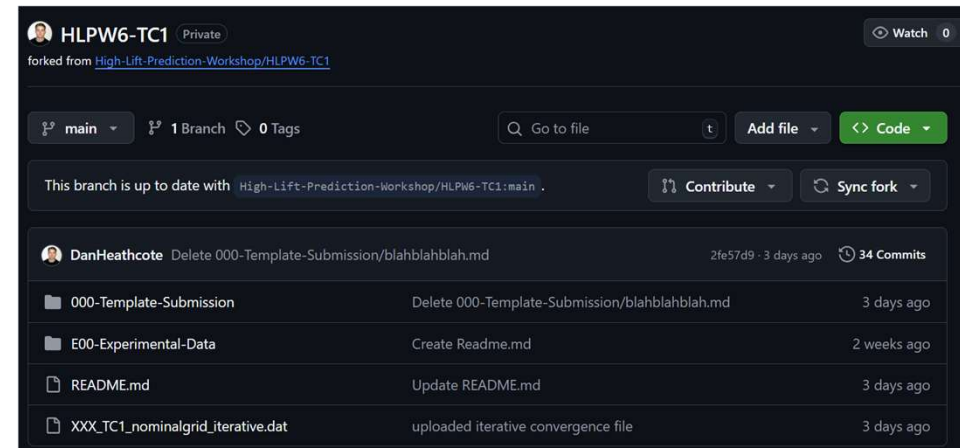 HLPW6-TC1 Private
Watch 0
forked from High-Lift-Prediction-Workshop/HLPW6-TC1
main 1 Branch 0 Tags Go to file t Add file <> Code
This branch is up to date with High-Lift-Prediction-Workshop/HLPW6-TC1:main . Contribute Sync fork
DanHeathcote Delete 000-Template-Submission/blahblahblah.md 2fe57d9 · 3 days ago 34 Commits
000-Template-Submission Delete 000-Template-Submission/blahblahblah.md 3 days ago
E00-Experimental-Data Create Readme.md 2 weeks ago
README.md Update README.md 3 days ago
XXX_TC1_nominalgrid_iterative.dat uploaded iterative convergence file 3 days ago